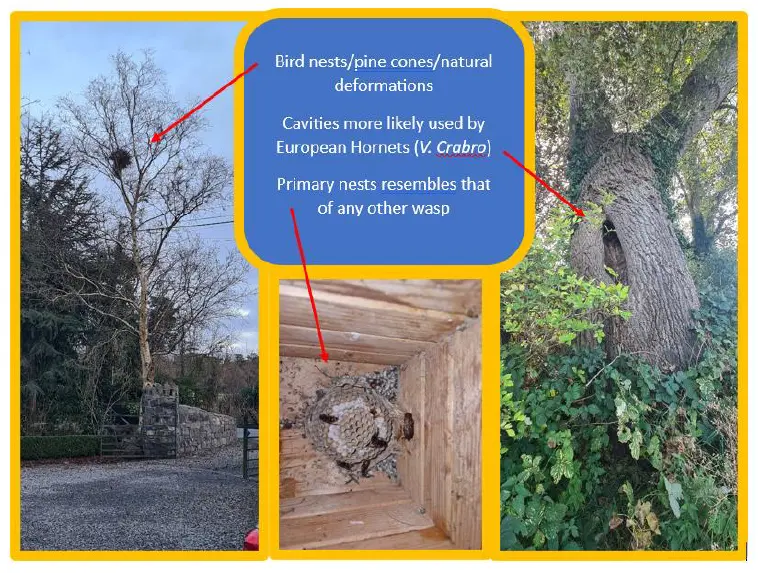 Bird nests/pine cones/natural
deformations
Cavities more likely used by
European Hornets (V. Crabro)
Primary nests resembles that
of any other wasp